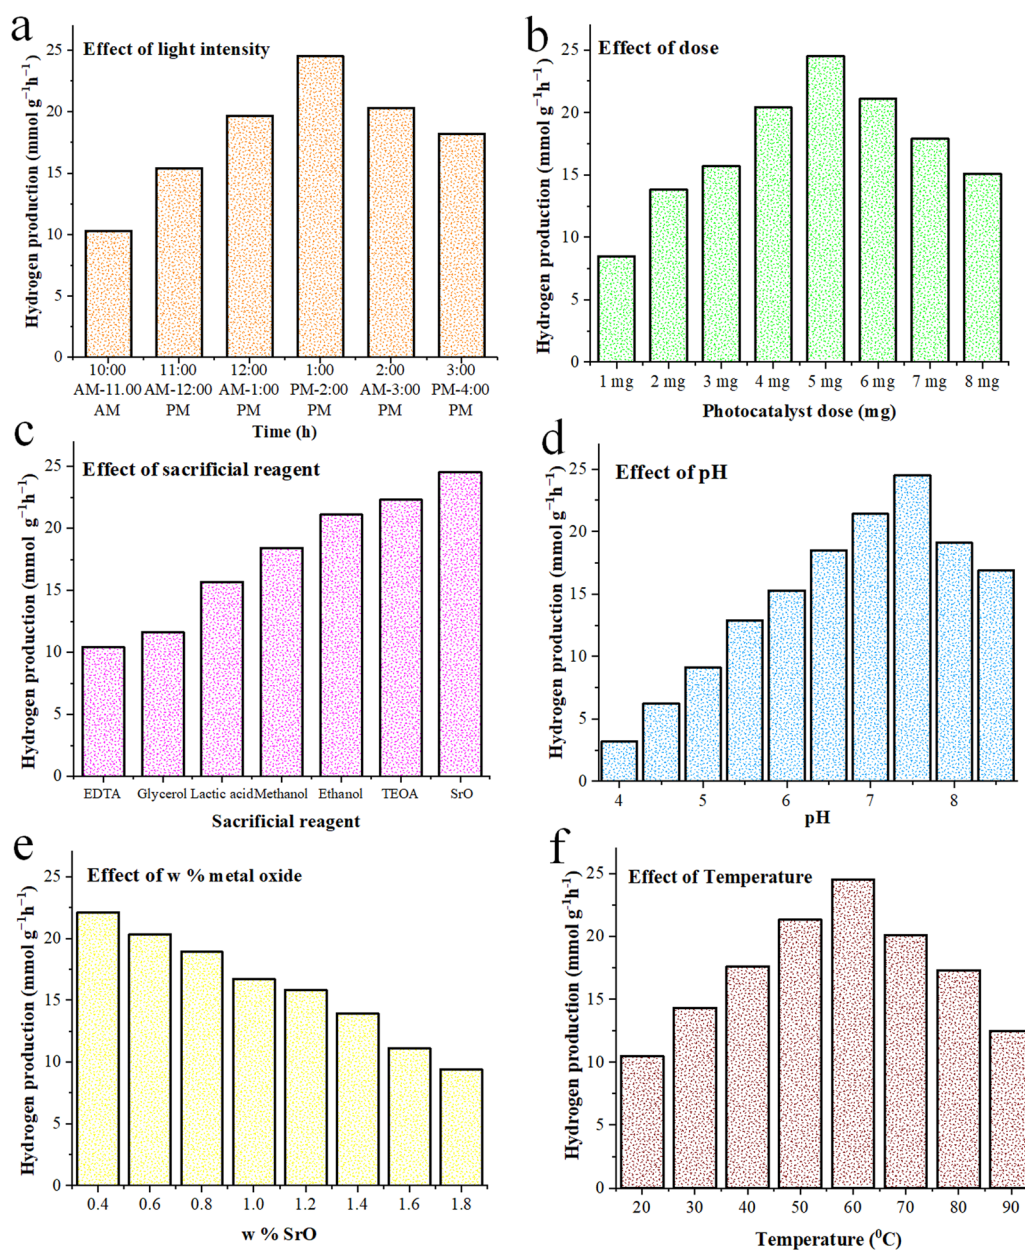 a
Effect of light intensity
Hydrogen production (mmol g⁻¹h⁻¹)
25
20
15
10
5
0
10:00 11:00 12:00 1:00 2:00 3:00
AM-11.00 AM-12:00 AM-1:00 PM-2:00 AM-3:00 PM-4:00
AM PM PM PM PM PM
Time (h)
b
Effect of dose
Hydrogen production (mmol g⁻¹h⁻¹)
25
20
15
10
5
0
1 mg 2 mg 3 mg 4 mg 5 mg 6 mg 7 mg 8 mg
Photocatalyst dose (mg)
c
Effect of sacrificial reagent
Hydrogen production (mmol g⁻¹h⁻¹)
25
20
15
10
5
0
EDTA Glycerol Lactic acid Methanol Ethanol TEOA SrO
Sacrificial reagent
d
Effect of pH
Hydrogen production (mmol g⁻¹h⁻¹)
25
20
15
10
5
0
4 5 6 7 8
pH
e
Effect of w % metal oxide
Hydrogen production (mmol g⁻¹h⁻¹)
25
20
15
10
5
0
0.4 0.6 0.8 1.0 1.2 1.4 1.6 1.8
w % SrO
f
Effect of Temperature
Hydrogen production (mmol g⁻¹h⁻¹)
25
20
15
10
5
0
20 30 40 50 60 70 80 90
Temperature (⁰C)